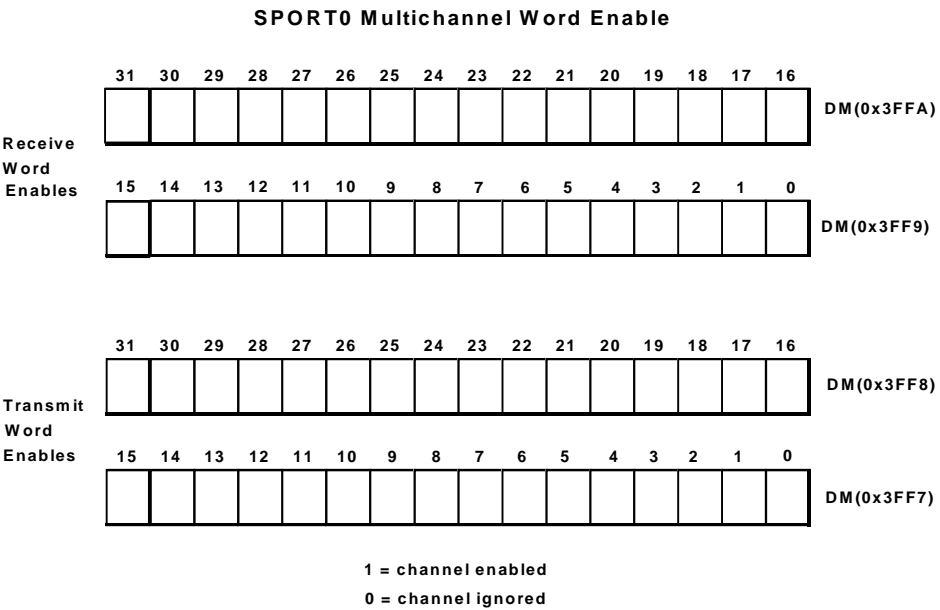 SPORT0 Multichannel Word Enable
31 30 29 28 27 26 25 24 23 22 21 20 19 18 17 16
DM(0x3FFA)
Receive
Word
Enables
15 14 13 12 11 10 9 8 7 6 5 4 3 2 1 0
DM(0x3FF9)
31 30 29 28 27 26 25 24 23 22 21 20 19 18 17 16
DM(0x3FF8)
Transmit
Word
Enables
15 14 13 12 11 10 9 8 7 6 5 4 3 2 1 0
DM(0x3FF7)
1 = channel enabled
0 = channel ignored